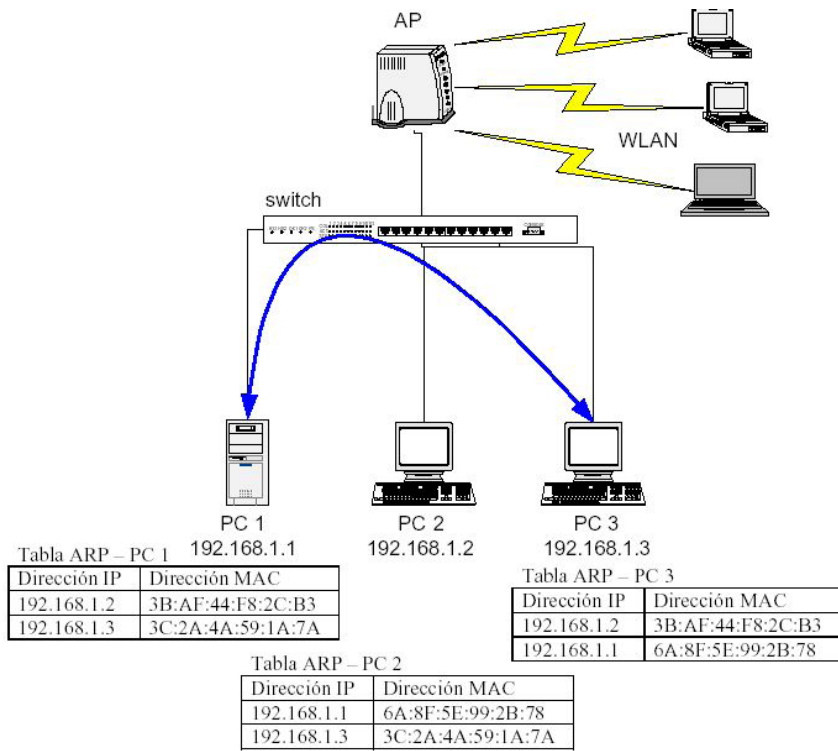 AP
WLAN
switch
PC 1
192.168.1.1
PC 2
192.168.1.2
PC 3
192.168.1.3
Tabla ARP – PC 1
Dirección IP Dirección MAC
192.168.1.2 3B:AF:44:F8:2C:B3
192.168.1.3 3C:2A:4A:59:1A:7A
Tabla ARP – PC 3
Dirección IP Dirección MAC
192.168.1.2 3B:AF:44:F8:2C:B3
192.168.1.1 6A:8F:5E:99:2B:78
Tabla ARP – PC 2
Dirección IP Dirección MAC
192.168.1.1 6A:8F:5E:99:2B:78
192.168.1.3 3C:2A:4A:59:1A:7A